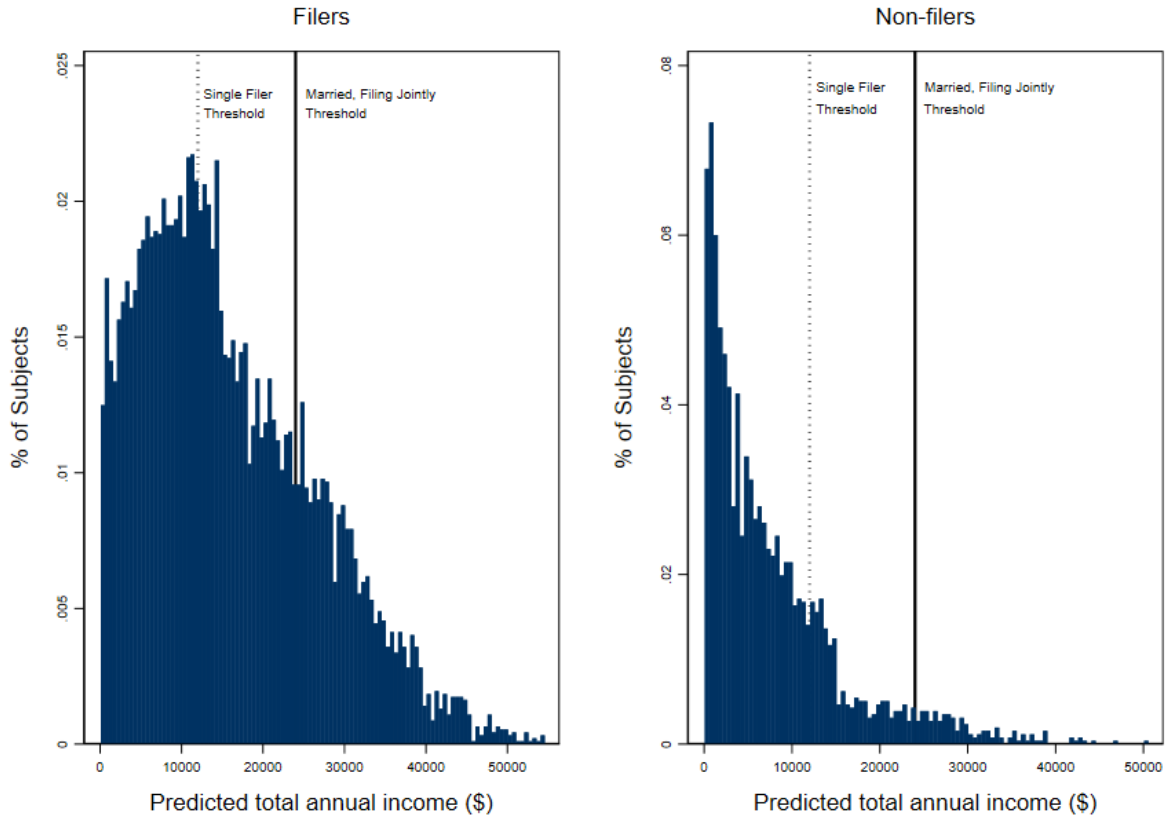 Filers
Non-filers
Single Filer
Threshold
Married, Filing Jointly
Threshold
Single Filer
Threshold
Married, Filing Jointly
Threshold
% of Subjects
.025
.02
.015
.01
.005
0
% of Subjects
.08
.06
.04
.02
0
0 10000 20000 30000 40000 50000
0 10000 20000 30000 40000 50000
Predicted total annual income ($)
Predicted total annual income ($)